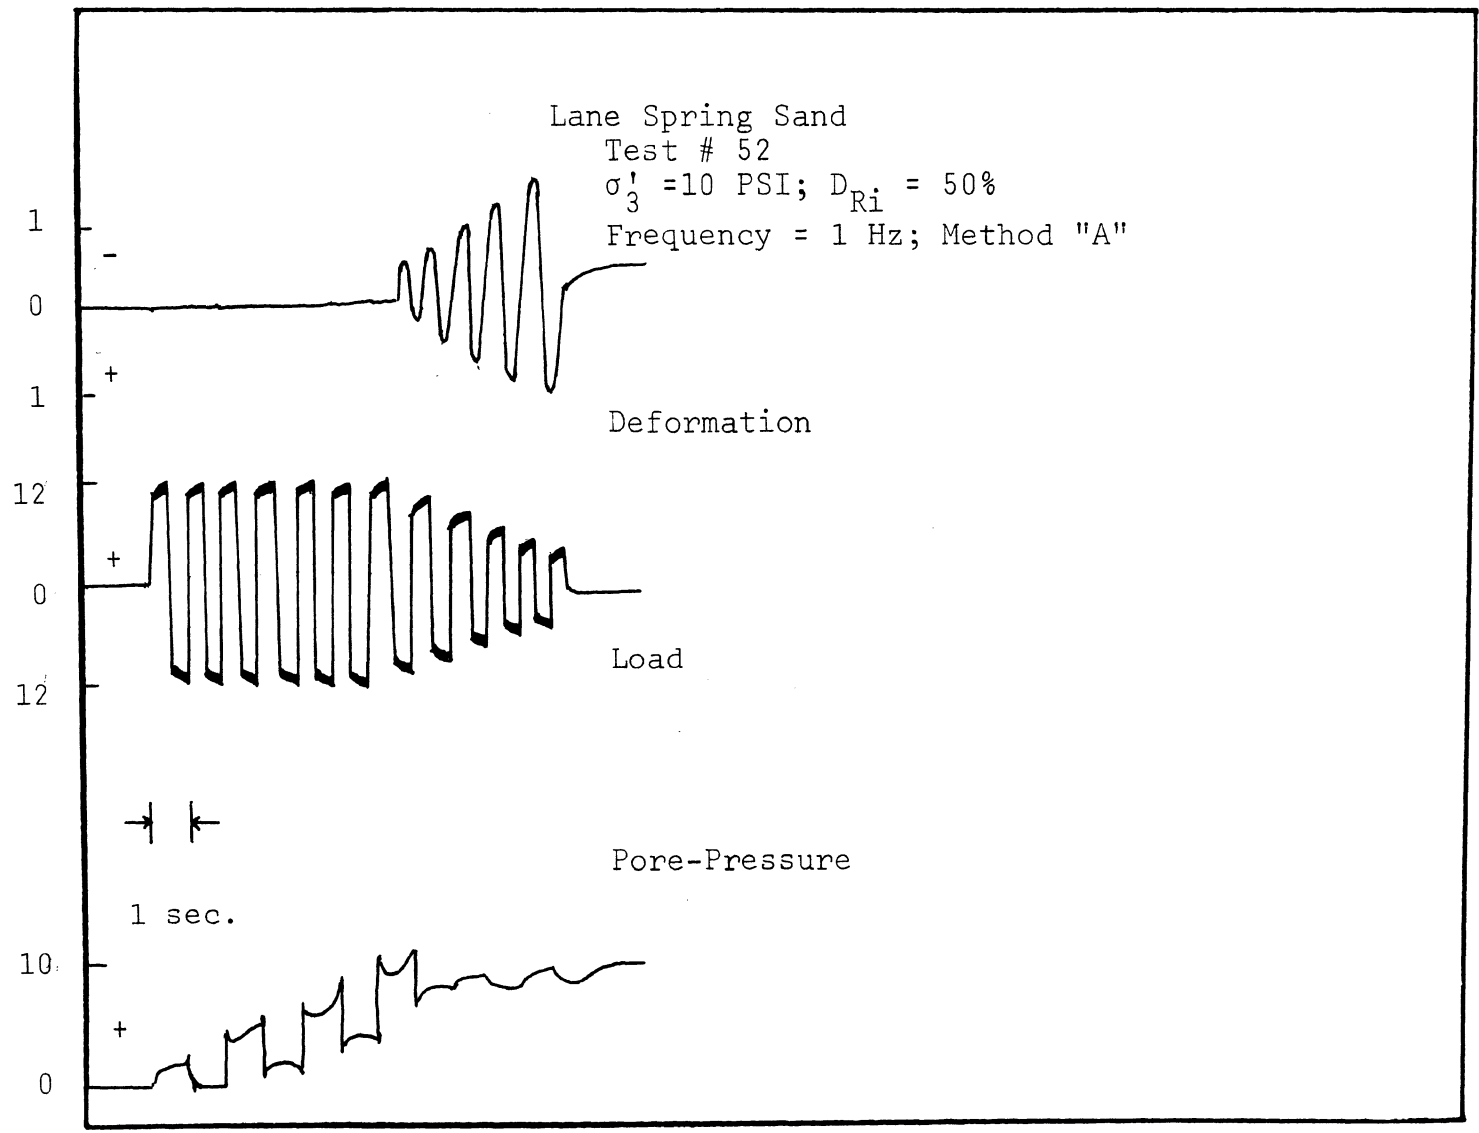 Lane Spring Sand
Test # 52
σ'3 =10 PSI; DRi = 50%
Frequency = 1 Hz; Method "A"
1
-
0
+
1
Deformation
12
+
0
Load
12
Pore-Pressure
1 sec.
10
+
0